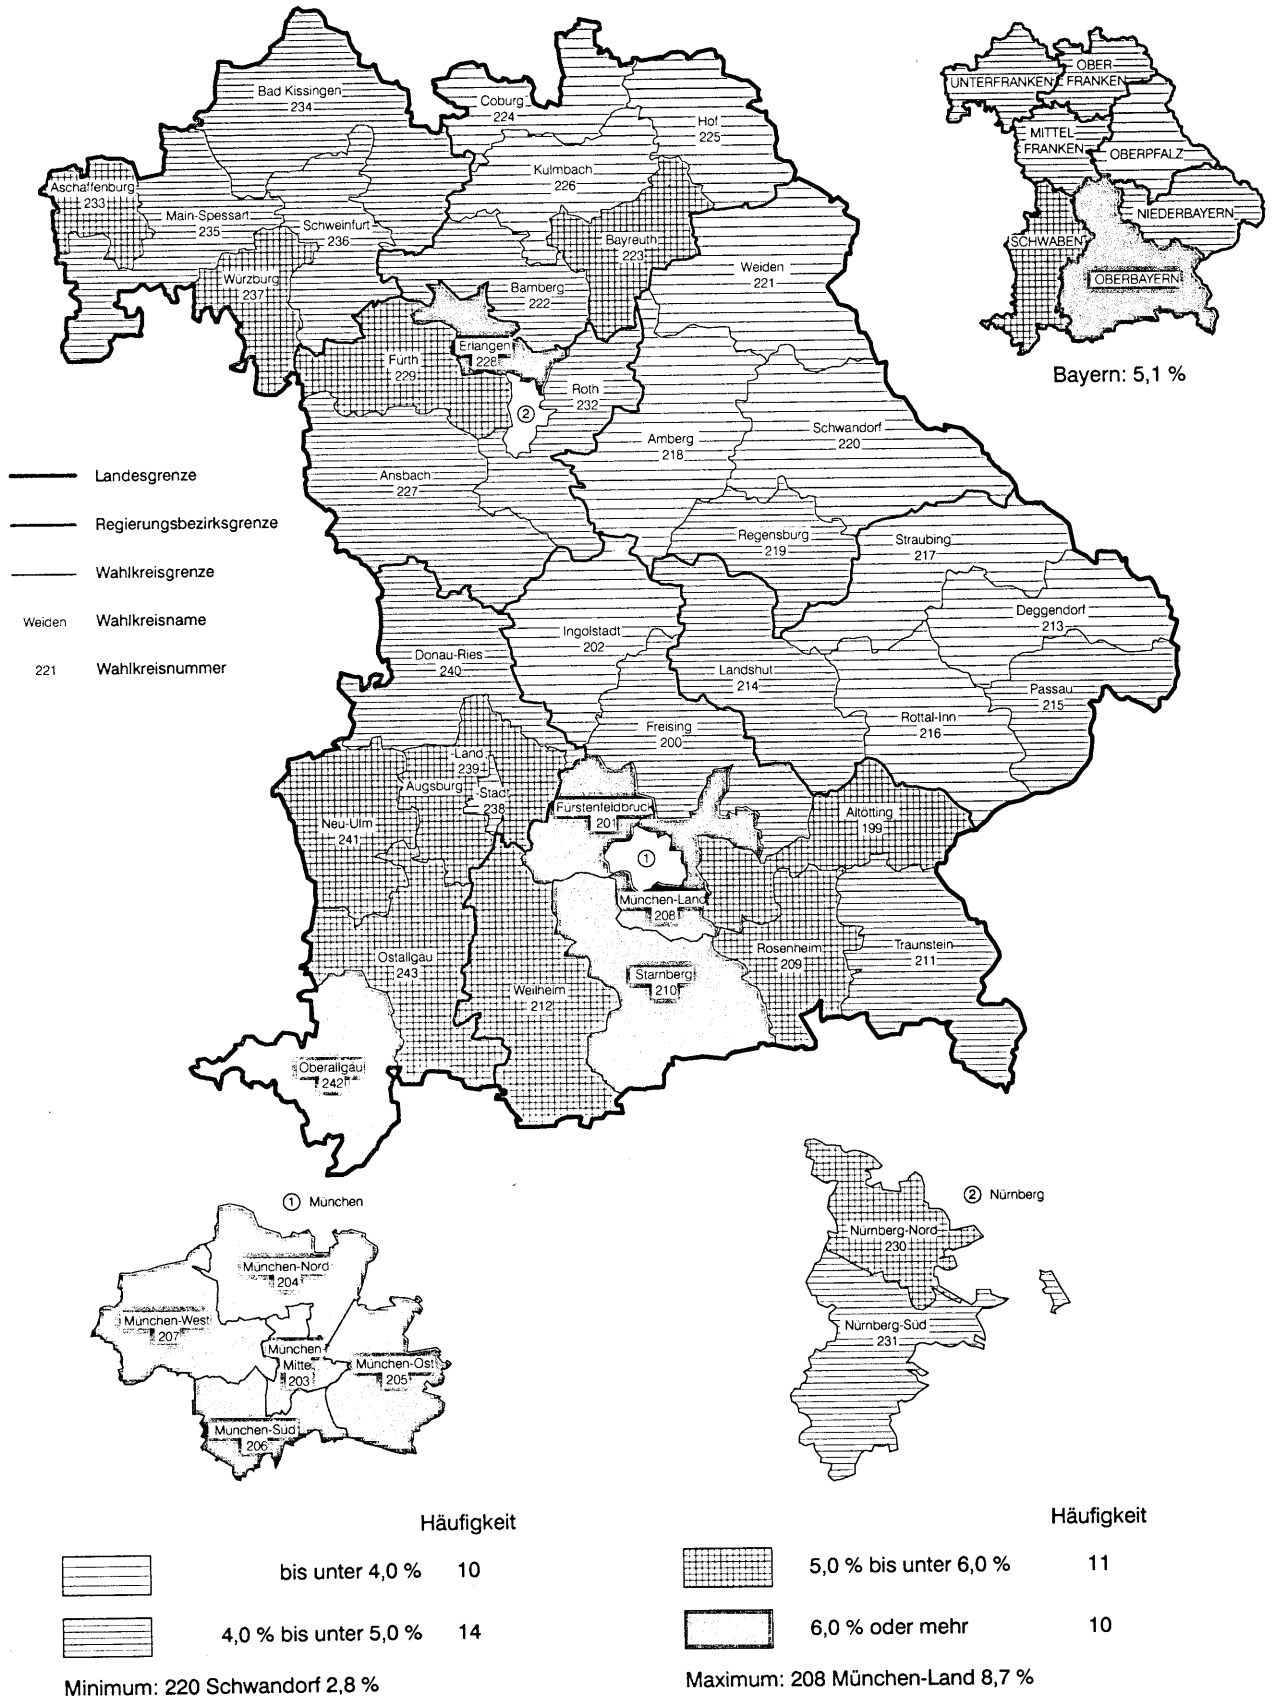 Bad Kissingen
234
Coburg
224
Hof
225
Kulmbach
226
Aschaffenburg
233
Main-Spessart
235
Schweinfurt
236
Bayreuth
223
Würzburg
237
Bamberg
222
Weiden
221
Erlangen
228
Fürth
229
Roth
232
②
Amberg
218
Schwandorf
220
Ansbach
227
Regensburg
219
Straubing
217
Deggendorf
213
Ingolstadt
202
Donau-Ries
240
Landshut
214
Passau
215
Rottal-Inn
216
Freising
200
-Land
239
Augsburg
-Stadt
238
Fürstenfeldbruck
201
Altötting
199
Neu-Ulm
241
①
München-Land
208
Rosenheim
209
Traunstein
211
Ostallgäu
243
Starnberg
210
Weilheim
212
Oberallgäu
242
UNTERFRANKEN
OBER
FRANKEN
MITTEL
FRANKEN
OBERPFALZ
NIEDERBAYERN
SCHWABEN
OBERBAYERN
Bayern: 5,1 %
Landesgrenze
Regierungsbezirksgrenze
Wahlkreisgrenze
Weiden Wahlkreisname
221 Wahlkreisnummer
① München
München-Nord
204
München-West
207
München-
Mitte
203
München-Ost
205
München-Süd
206
② Nürnberg
Nürnberg-Nord
230
Nürnberg-Süd
231
Häufigkeit
bis unter 4,0 % 10
4,0 % bis unter 5,0 % 14
Minimum: 220 Schwandorf 2,8 %
Häufigkeit
5,0 % bis unter 6,0 % 11
6,0 % oder mehr 10
Maximum: 208 München-Land 8,7 %